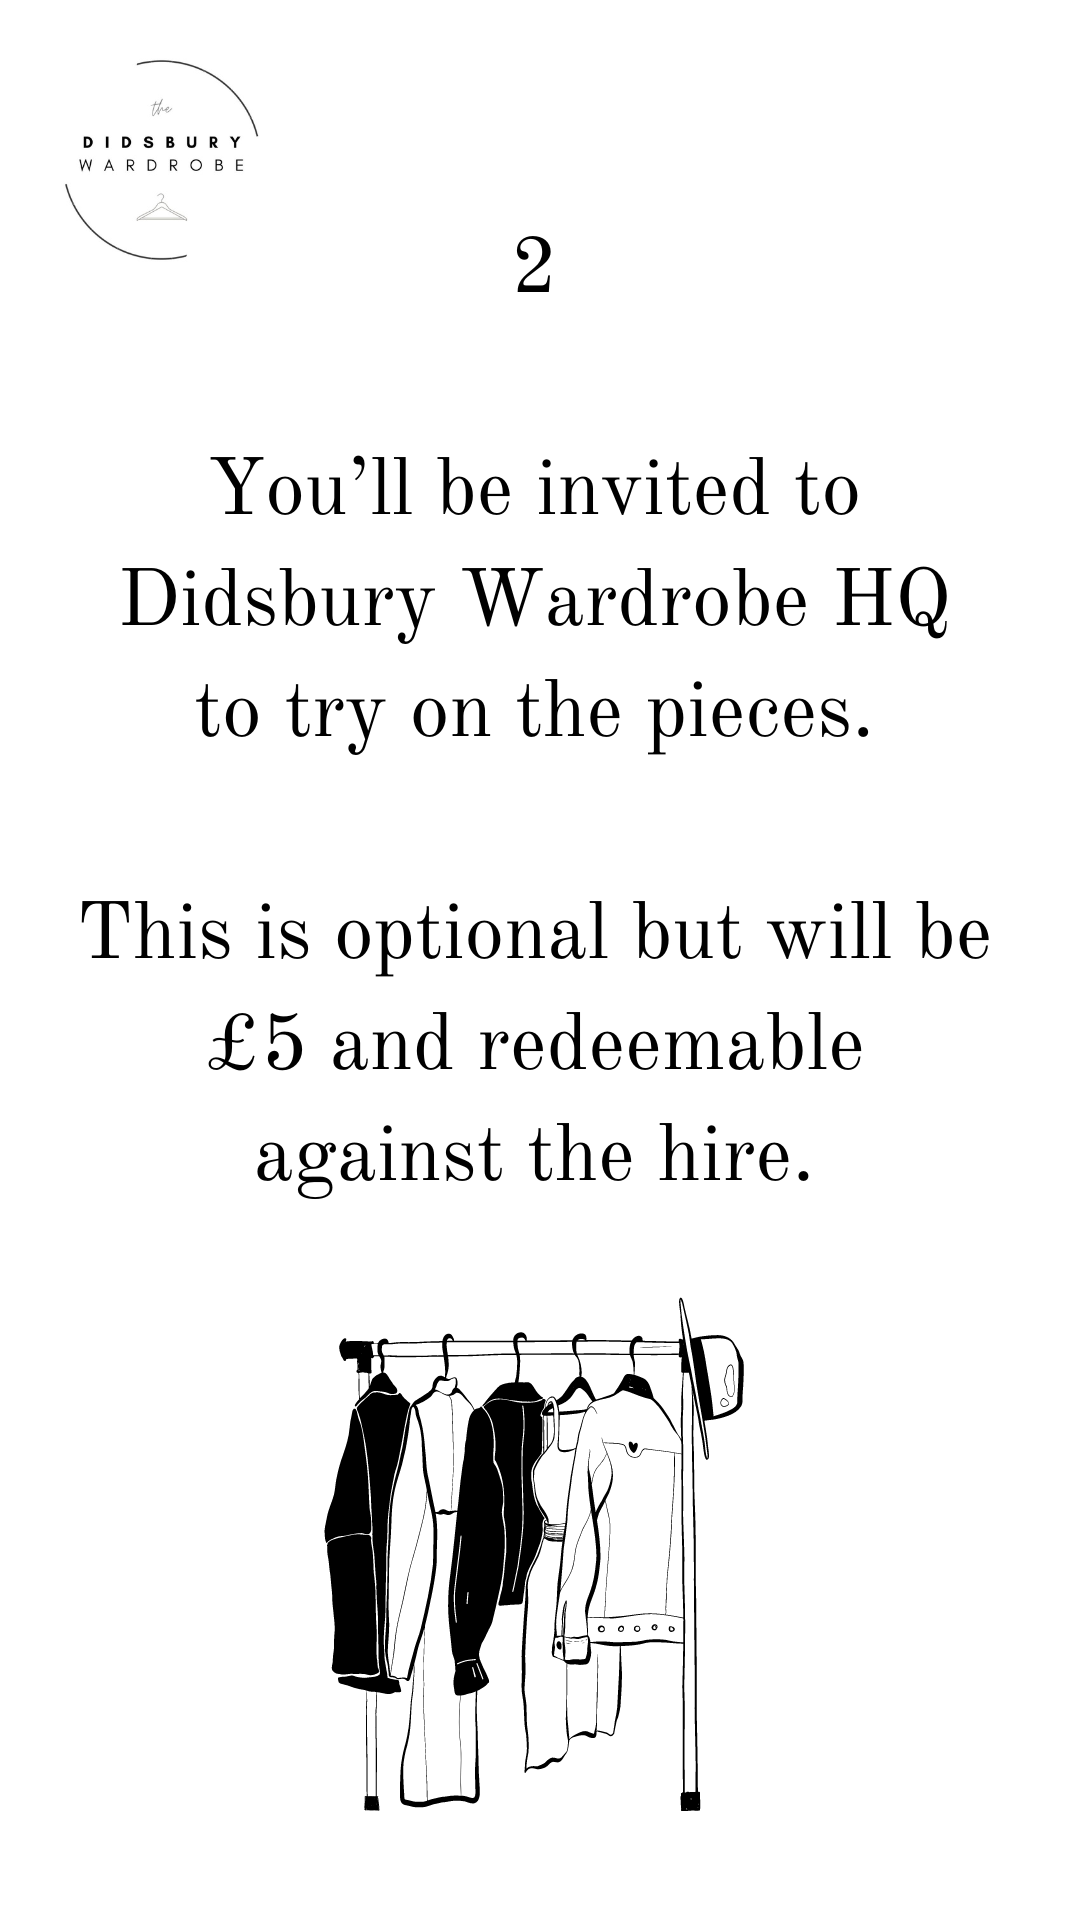 the
DIDSBURY
WARDROBE
2
You’ll be invited to
Didsbury Wardrobe HQ
to try on the pieces.
This is optional but will be
£5 and redeemable
against the hire.